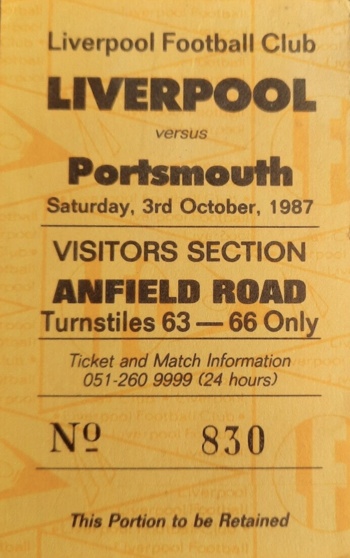 Liverpool Football Club
LIVERPOOL
versus
Portsmouth
Saturday, 3rd October, 1987
VISITORS SECTION
ANFIELD ROAD
Turnstiles 63 — 66 Only
Ticket and Match Information
051-260 9999 (24 hours)
Nº 830
This Portion to be Retained